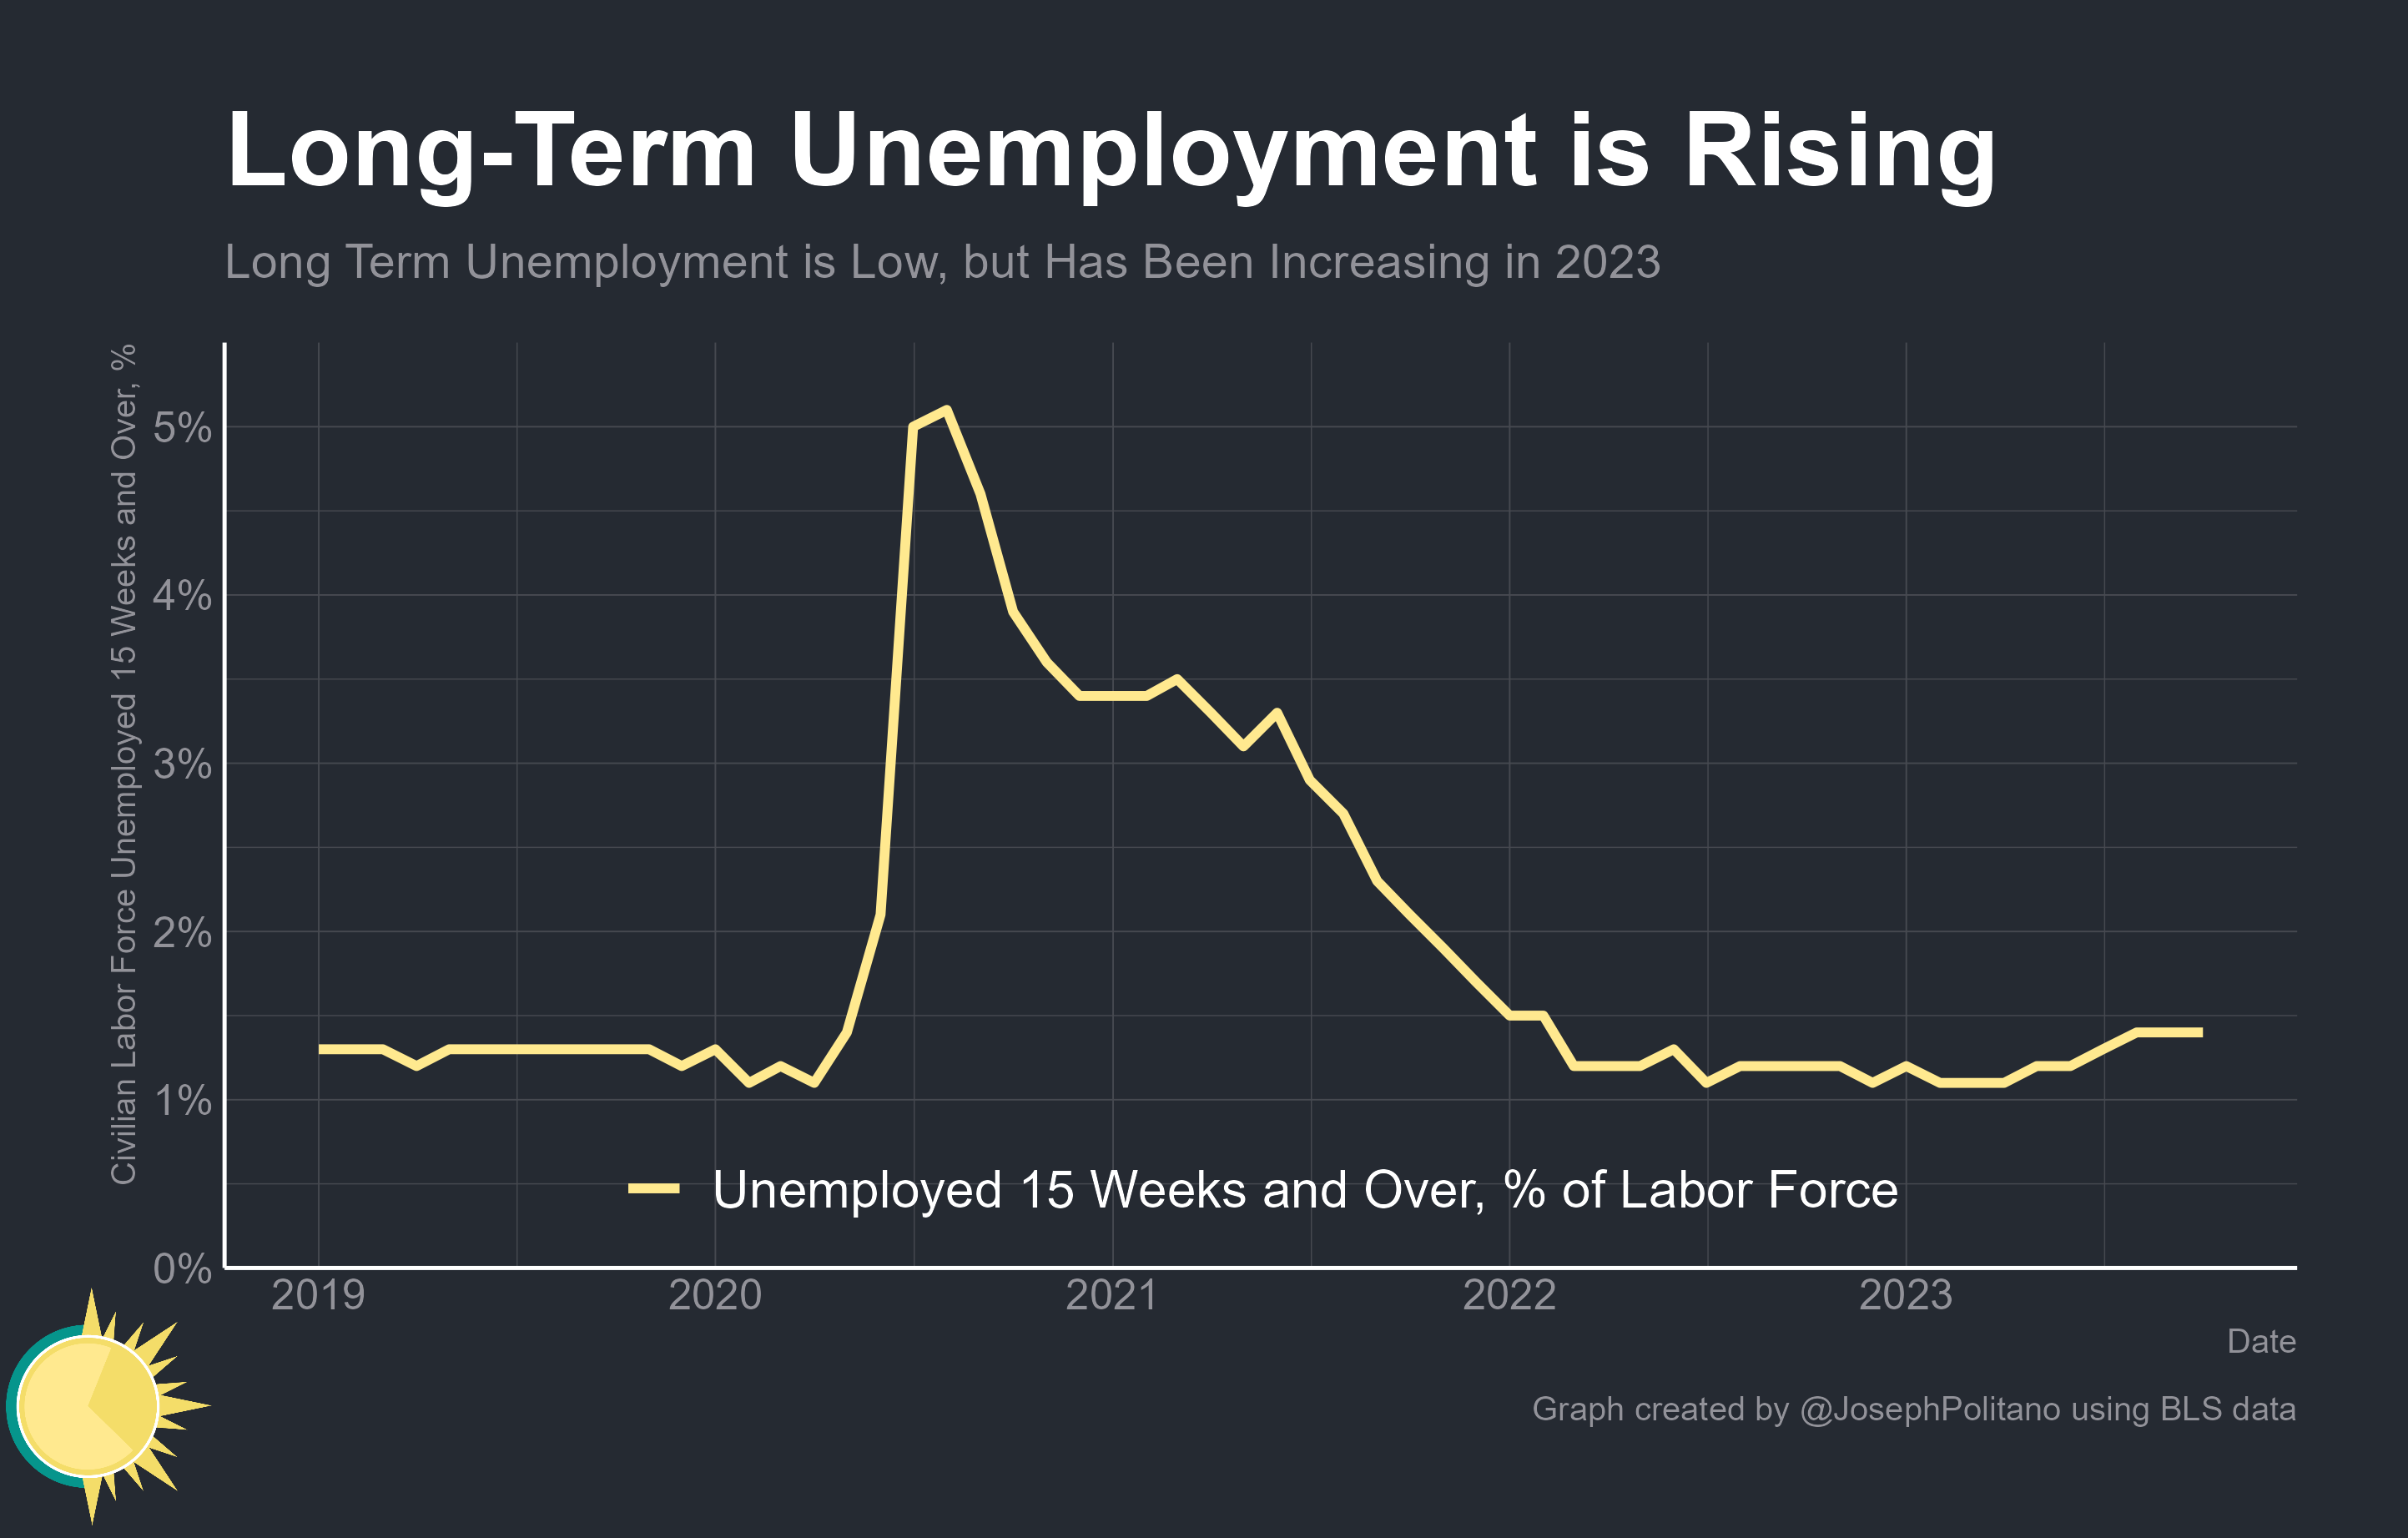 Long-Term Unemployment is Rising
Long Term Unemployment is Low, but Has Been Increasing in 2023
Civilian Labor Force Unemployed 15 Weeks and Over, %
5%
4%
3%
2%
1%
0%
Unemployed 15 Weeks and Over, % of Labor Force
2019 2020 2021 2022 2023
Date
Graph created by @JosephPolitano using BLS data